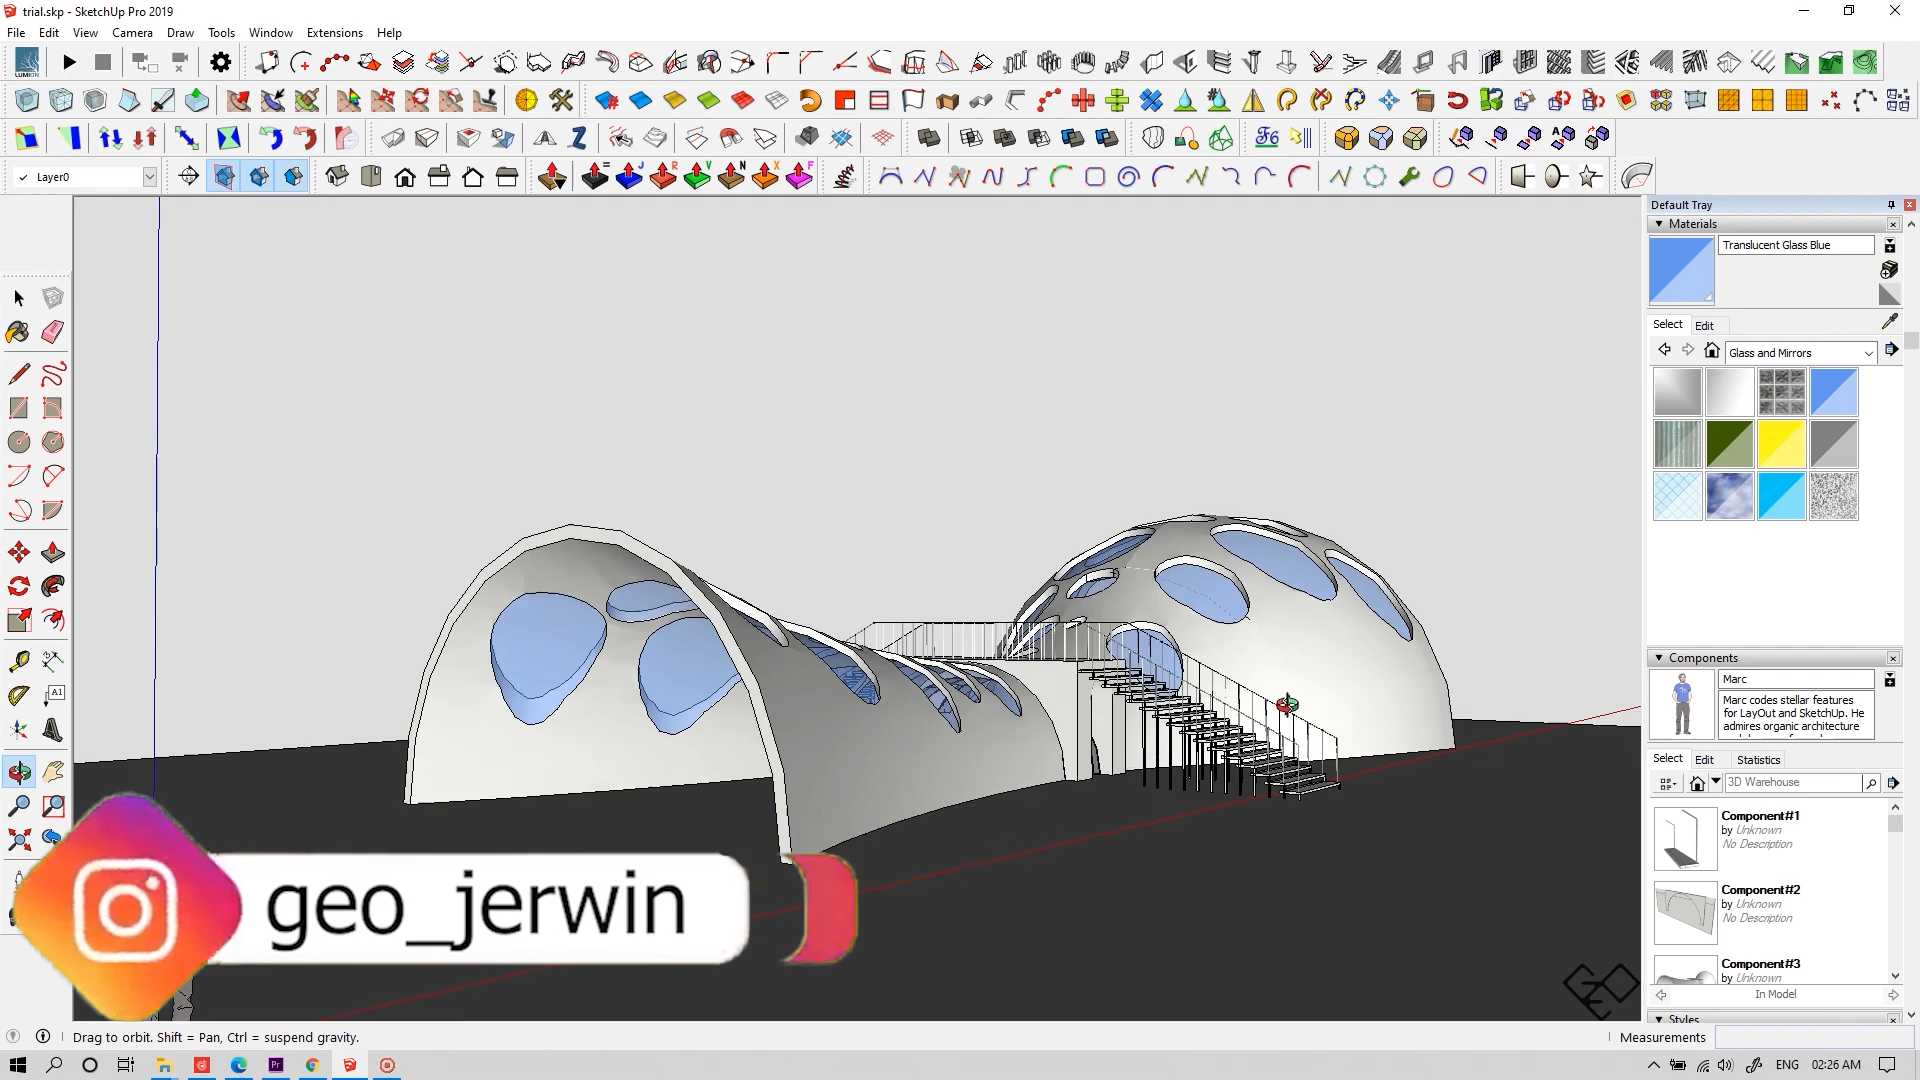 trial.skp - SketchUp Pro 2019
File Edit View Camera Draw Tools Window Extensions Help
LUMION
F6
= J R V N X F
Layer0
Default Tray
Materials
Translucent Glass Blue
Select Edit
Glass and Mirrors
A1
Components
Marc
Marc codes stellar features
for LayOut and SketchUp. He
admires organic architecture
Select Edit Statistics
3D Warehouse
Component#1
by Unknown
No Description
Component#2
by Unknown
No Description
Component#3
by Unknown
In Model
Styles
geo_jerwin
Drag to orbit. Shift = Pan, Ctrl = suspend gravity.
Measurements
Pr
ENG 02:26 AM